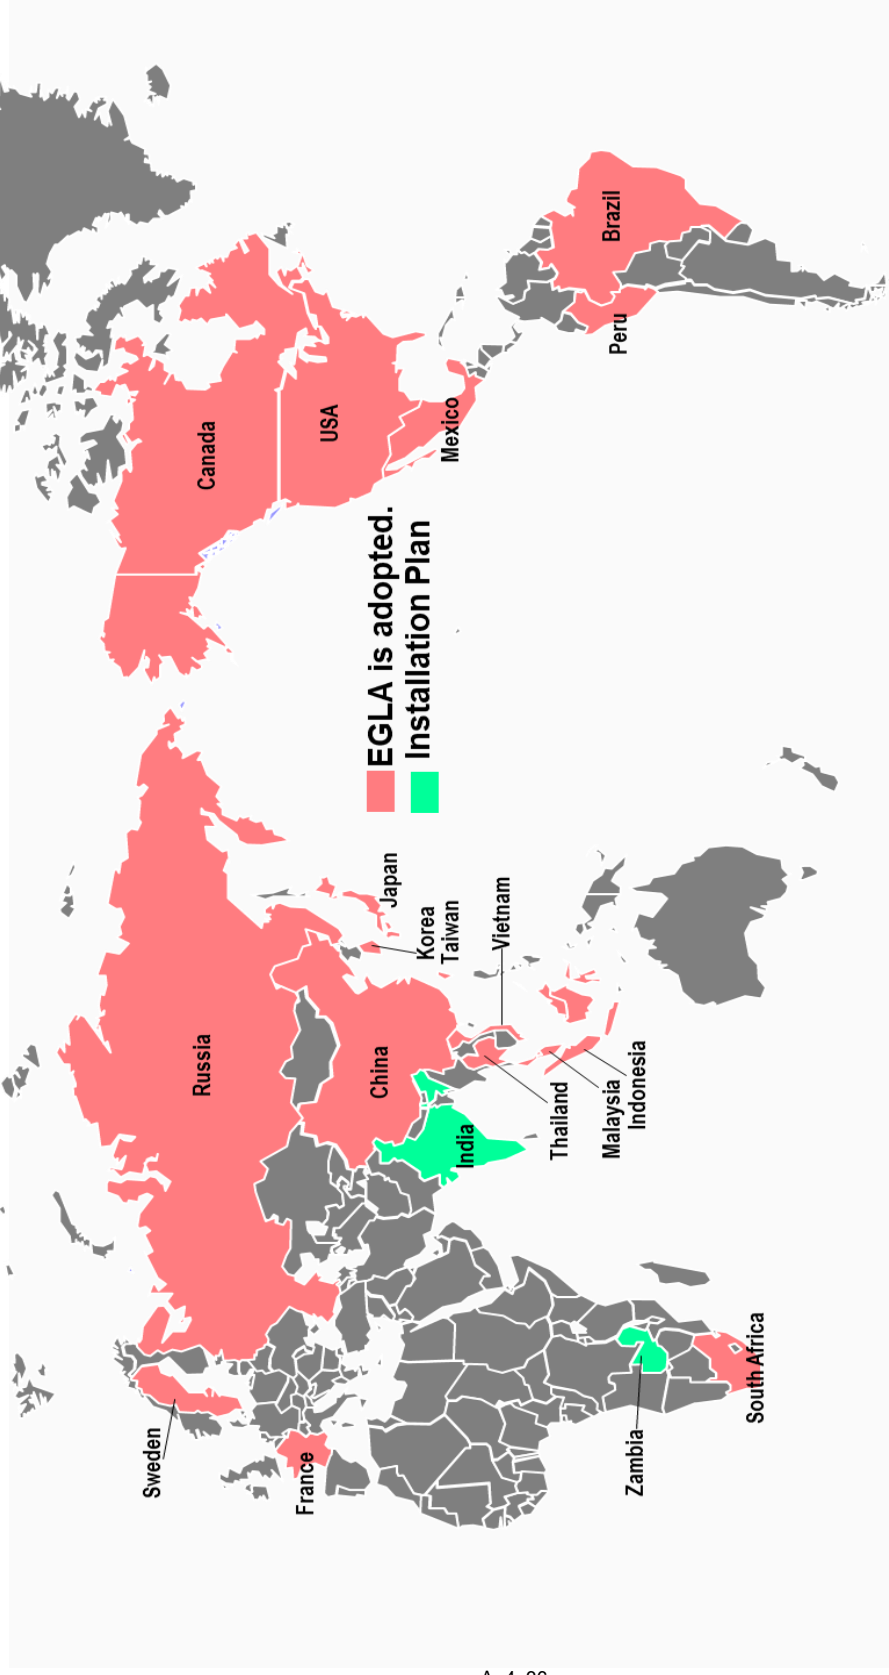 Canada
USA
Mexico
Brazil
Peru
EGLA is adopted.
Installation Plan
Russia
China
Japan
Korea
Taiwan
Vietnam
India
Thailand
Malaysia
Indonesia
Sweden
France
Zambia
South Africa